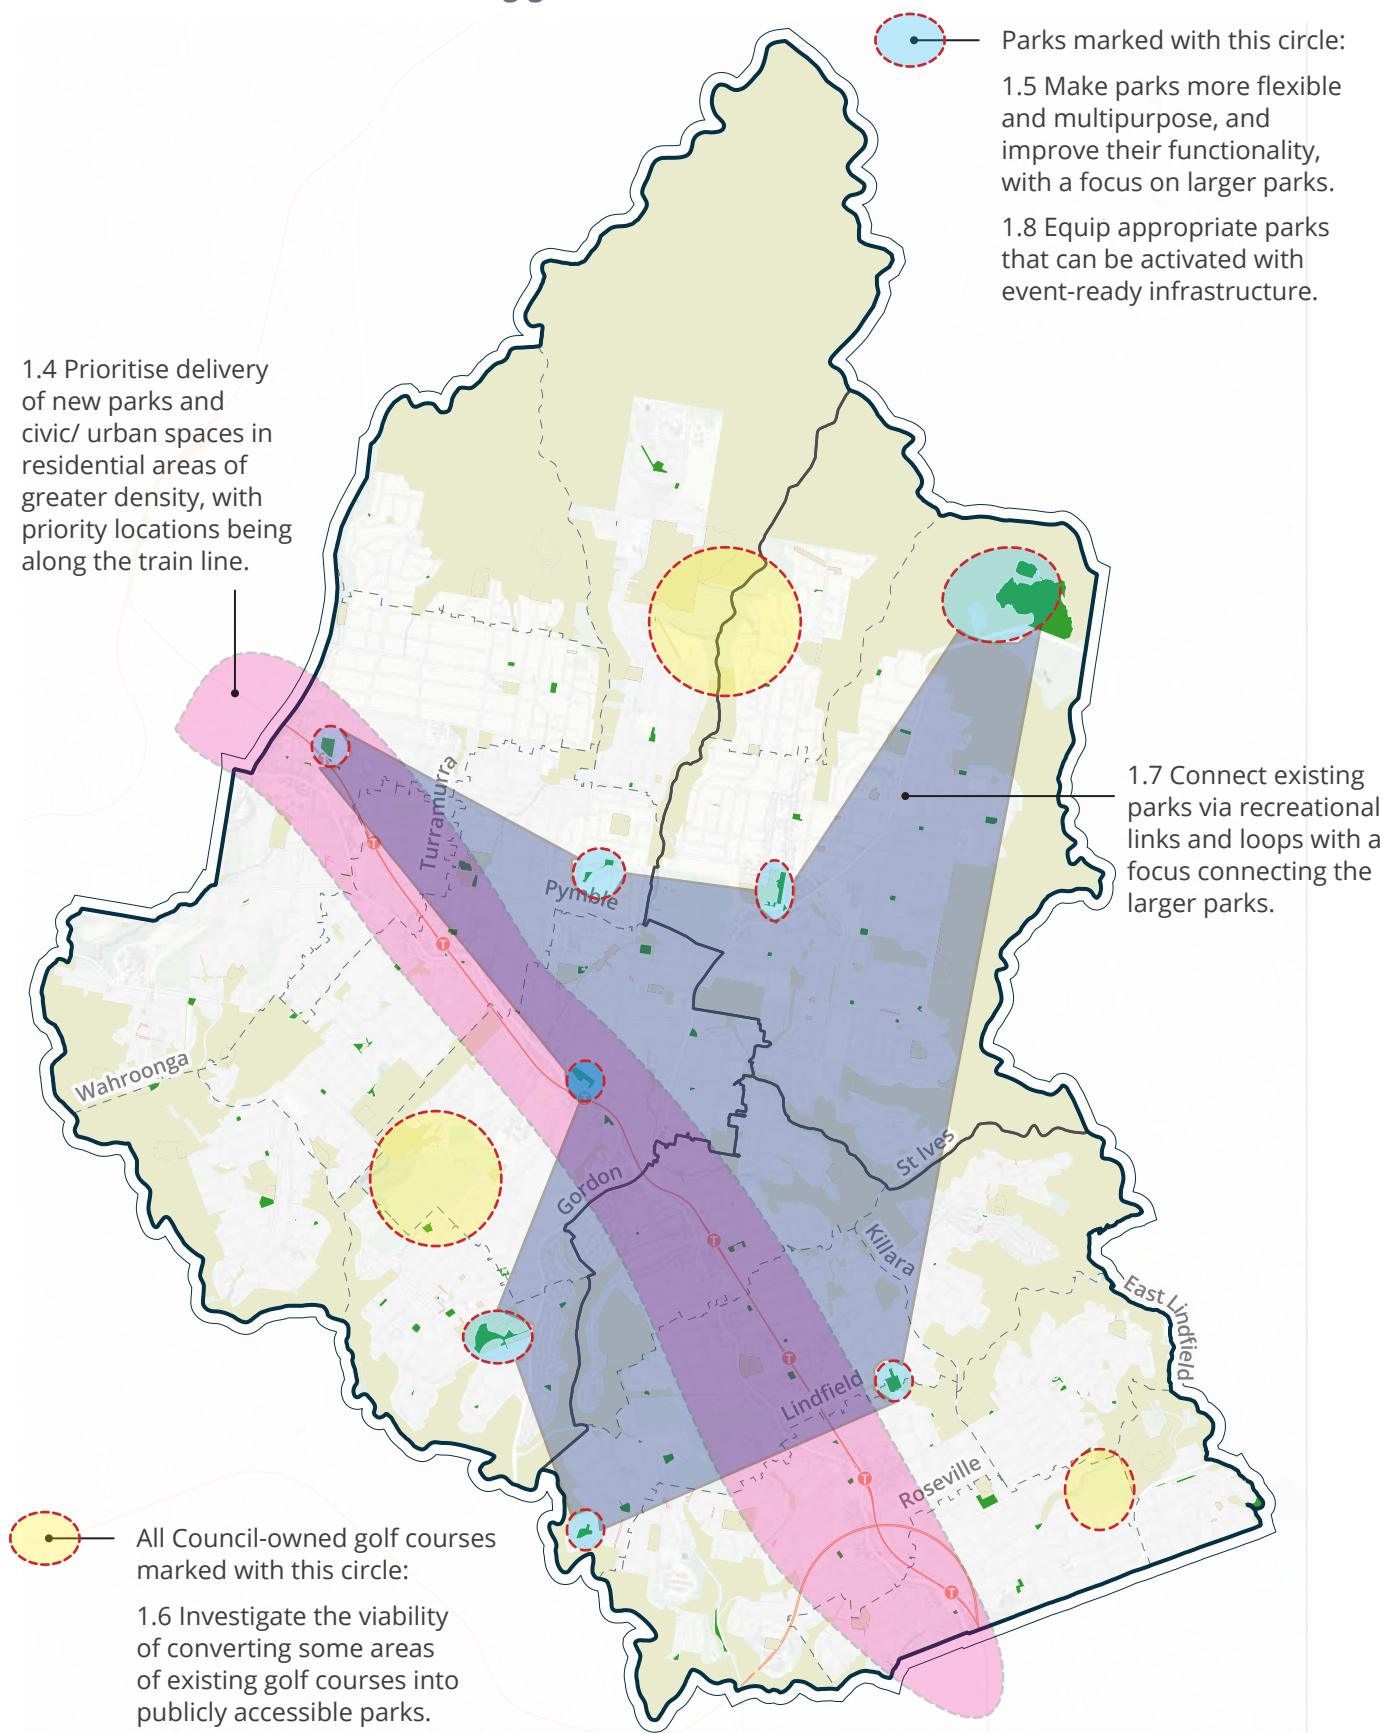 Parks marked with this circle:
1.5 Make parks more flexible
and multipurpose, and
improve their functionality,
with a focus on larger parks.
1.8 Equip appropriate parks
that can be activated with
event-ready infrastructure.
1.4 Prioritise delivery
of new parks and
civic/ urban spaces in
residential areas of
greater density, with
priority locations being
along the train line.
1.7 Connect existing
parks via recreational
links and loops with a
focus connecting the
larger parks.
Turramurra
Pymble
Wahroonga
Gordon
St Ives
Killara
East Lindfield
Lindfield
Roseville
T
T
T
T
T
T
T
T
All Council-owned golf courses
marked with this circle:
1.6 Investigate the viability
of converting some areas
of existing golf courses into
publicly accessible parks.